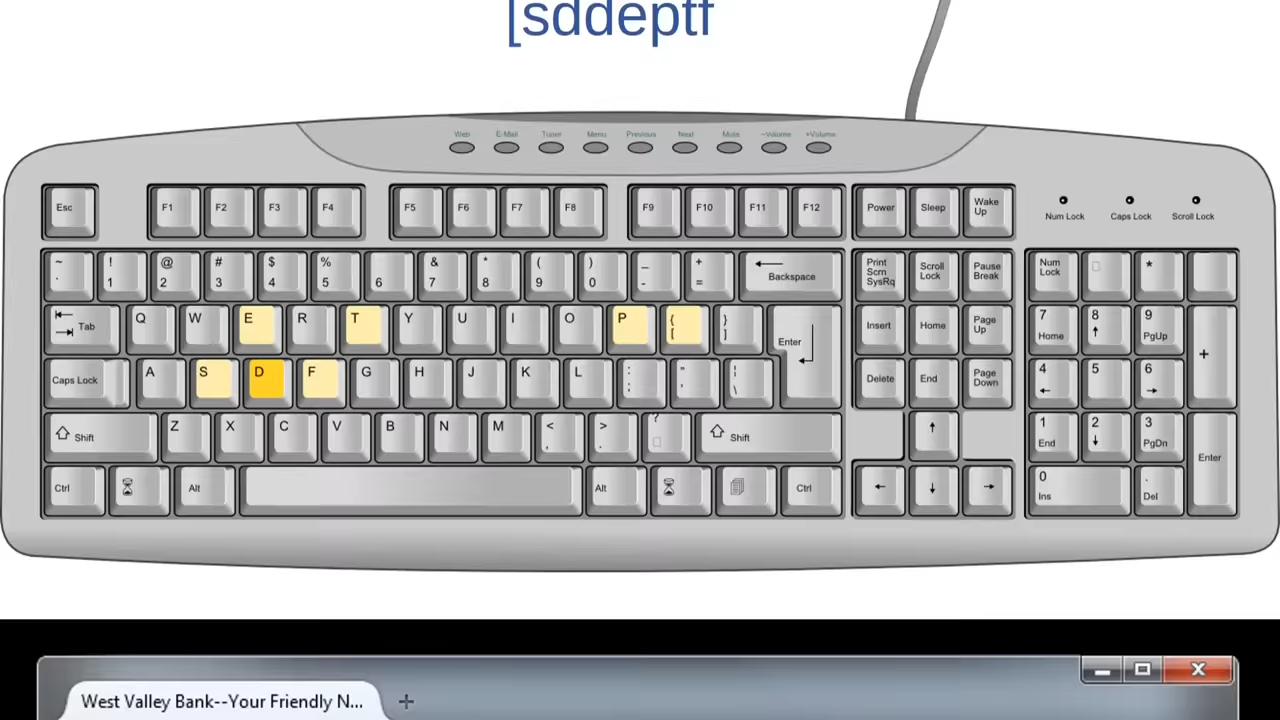 [sddeptf
Web E-Mail Tuner Menu Previous Next Mute -Volume +Volume
Esc F1 F2 F3 F4 F5 F6 F7 F8 F9 F10 F11 F12 Power Sleep Wake Up
Num Lock Caps Lock Scroll Lock
~ ` ! 1 @ 2 # 3 $ 4 % 5 6 & 7 * 8 ( 9 ) 0 _ - + = Backspace Print Scrn SysRq Scroll Lock Pause Break Num Lock *
Tab Q W E R T Y U I O P { [ } ] Enter Insert Home Page Up 7 Home 8 9 PgUp +
Caps Lock A S D F G H J K L : ; " ' ¦ \ Delete End Page Down 4 5 6
Shift Z X C V B N M < , > . ? Shift 1 End 2 3 PgDn Enter
Ctrl Alt Alt Ctrl 0 Ins . Del
West Valley Bank--Your Friendly N...